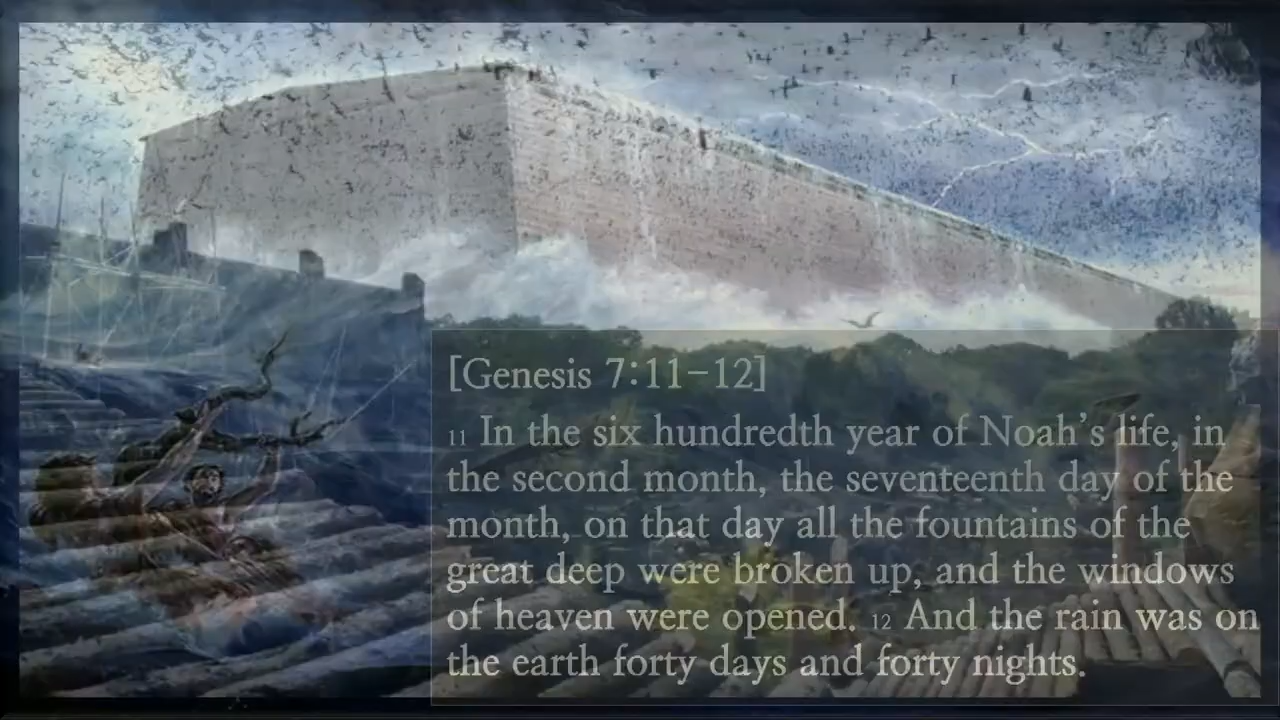 [Genesis 7:11-12]
11 In the six hundredth year of Noah's life, in
the second month, the seventeenth day of the
month, on that day all the fountains of the
great deep were broken up, and the windows
of heaven were opened. 12 And the rain was on
the earth forty days and forty nights.